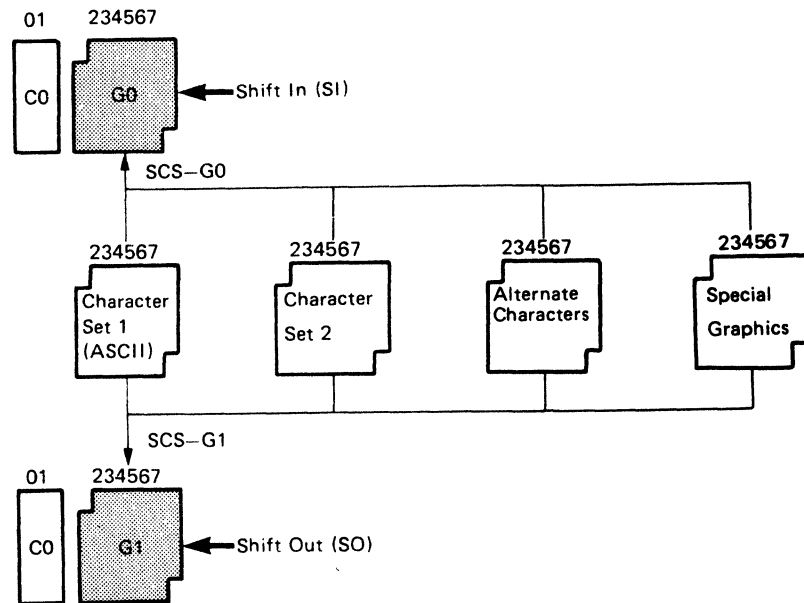 01 234567
C0 G0 Shift In (SI)
SCS–G0
234567 234567 234567 234567
Character Set 1 (ASCII)
Character Set 2
Alternate Characters
Special Graphics
SCS–G1
01 234567
C0 G1 Shift Out (SO)